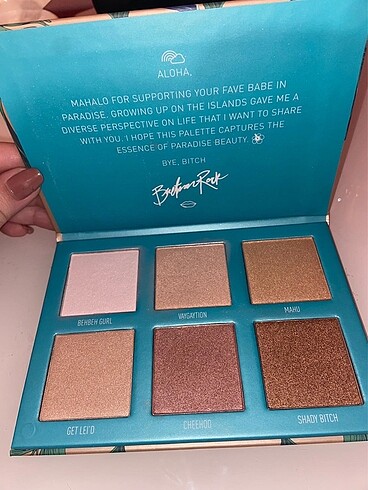 ALOHA,
MAHALO FOR SUPPORTING YOUR FAVE BABE IN
PARADISE. GROWING UP ON THE ISLANDS GAVE ME A
DIVERSE PERSPECTIVE ON LIFE THAT I WANT TO SHARE
WITH YOU. I HOPE THIS PALETTE CAPTURES THE
ESSENCE OF PARADISE BEAUTY.
BYE, BITCH
Bretman Rock
BEHBEH GURL
VAYGAYTION
MAHU
GET LEI'D
CHEEHOO
SHADY BITCH